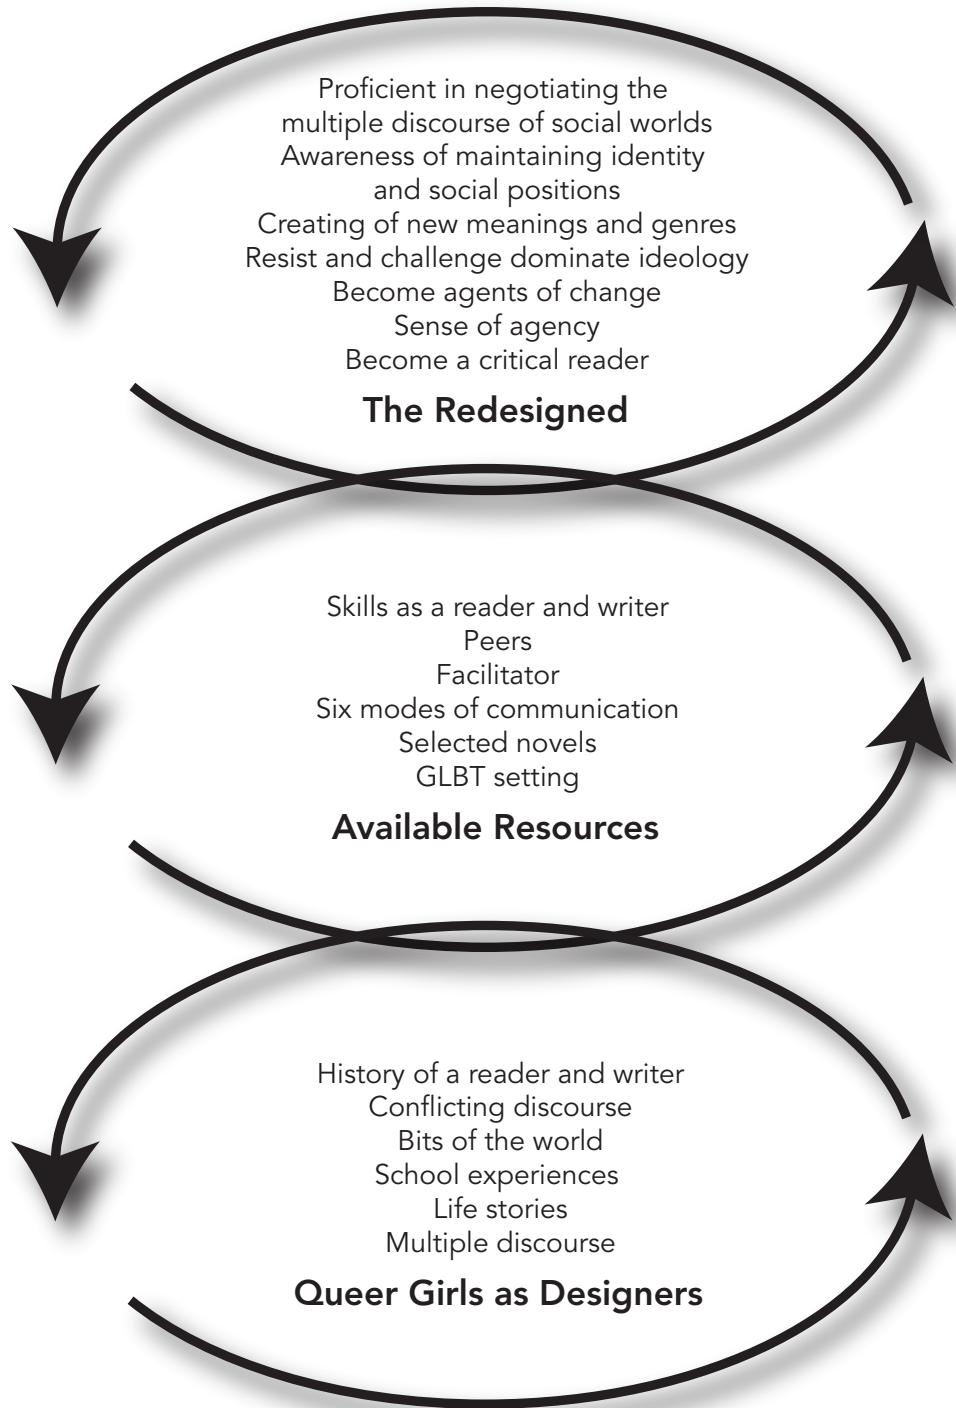 Proficient in negotiating the
multiple discourse of social worlds
Awareness of maintaining identity
and social positions
Creating of new meanings and genres
Resist and challenge dominate ideology
Become agents of change
Sense of agency
Become a critical reader
The Redesigned
Skills as a reader and writer
Peers
Facilitator
Six modes of communication
Selected novels
GLBT setting
Available Resources
History of a reader and writer
Conflicting discourse
Bits of the world
School experiences
Life stories
Multiple discourse
Queer Girls as Designers